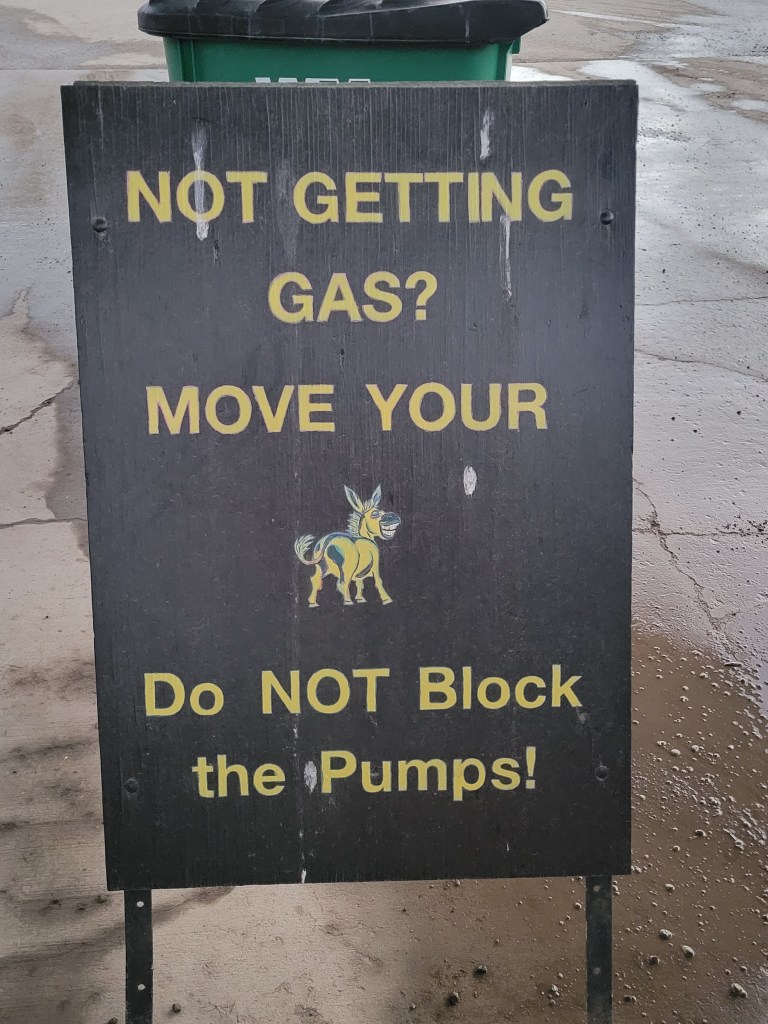 NOT GETTING
GAS?
MOVE YOUR
Do NOT Block
the Pumps!